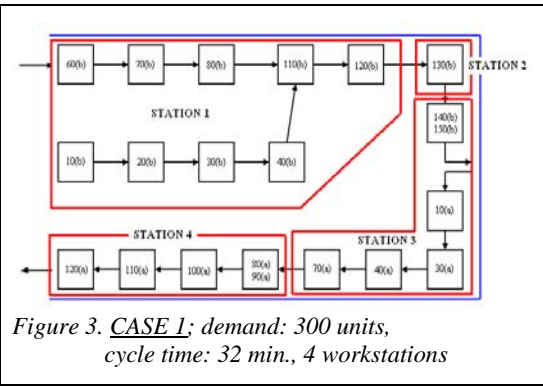 60(b) 70(b) 80(b) 110(b) 120(b) 130(b) STATION 2
STATION 1
140(b)
150(b)
10(b) 20(b) 30(b) 40(b)
10(a)
STATION 4
STATION 3
120(a) 110(a) 100(a) 80(a) 70(a) 40(a) 30(a)
90(a)
Figure 3. CASE 1; demand: 300 units,
cycle time: 32 min., 4 workstations